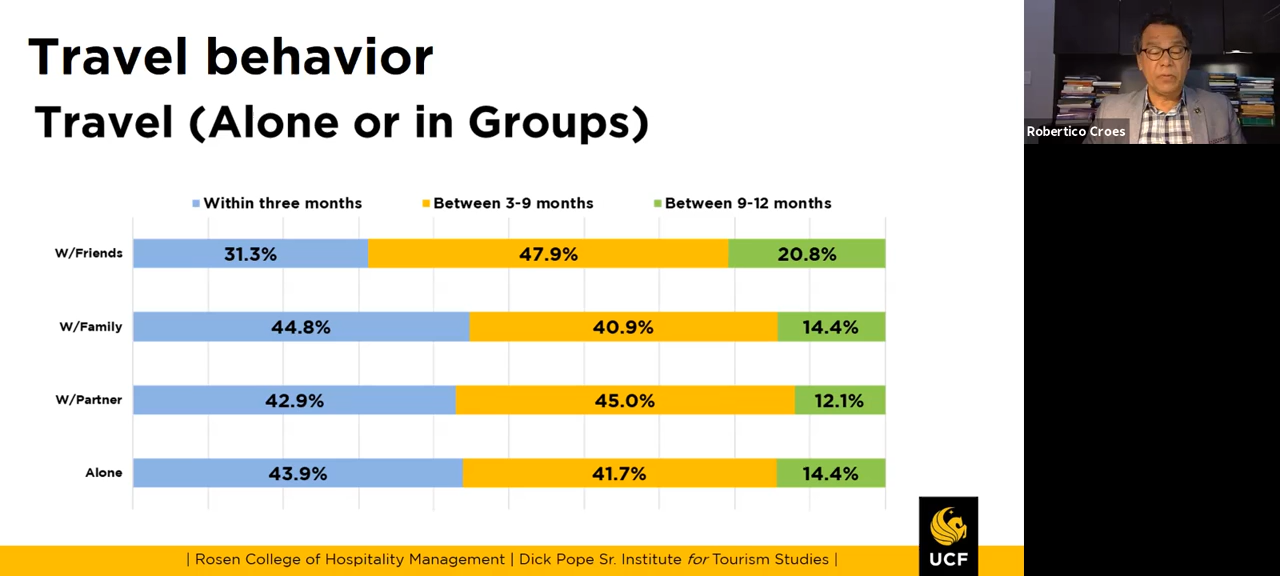 Travel behavior
Travel (Alone or in Groups)
Within three months Between 3-9 months Between 9-12 months
W/Friends 31.3% 47.9% 20.8%
W/Family 44.8% 40.9% 14.4%
W/Partner 42.9% 45.0% 12.1%
Alone 43.9% 41.7% 14.4%
| Rosen College of Hospitality Management | Dick Pope Sr. Institute for Tourism Studies |
UCF
Robertico Croes